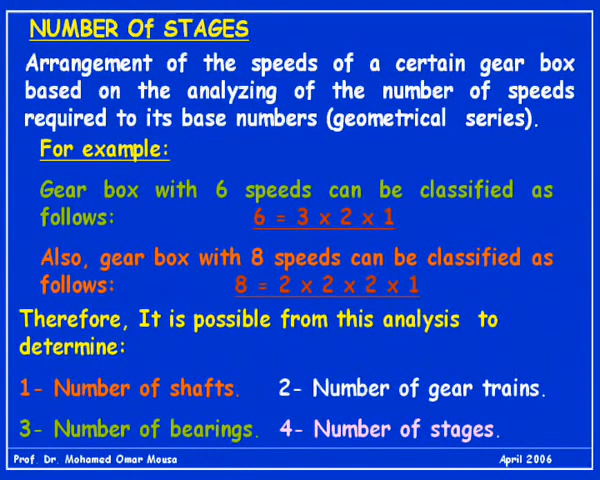 NUMBER Of STAGES
Arrangement of the speeds of a certain gear box
based on the analyzing of the number of speeds
required to its base numbers (geometrical series).
For example:
Gear box with 6 speeds can be classified as
follows: 6 = 3 x 2 x 1
Also, gear box with 8 speeds can be classified as
follows: 8 = 2 x 2 x 2 x 1
Therefore, It is possible from this analysis to
determine:
1- Number of shafts. 2- Number of gear trains.
3- Number of bearings. 4- Number of stages.
Prof. Dr. Mohamed Omar Mousa April 2006